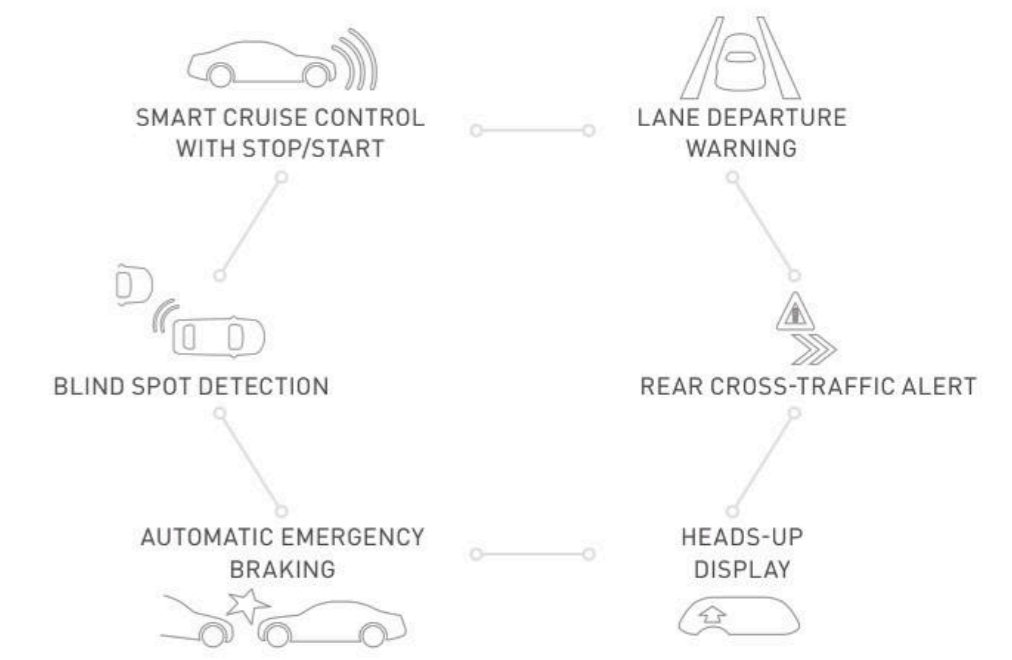 SMART CRUISE CONTROL
WITH STOP/START
LANE DEPARTURE
WARNING
BLIND SPOT DETECTION
REAR CROSS-TRAFFIC ALERT
AUTOMATIC EMERGENCY
BRAKING
HEADS-UP
DISPLAY